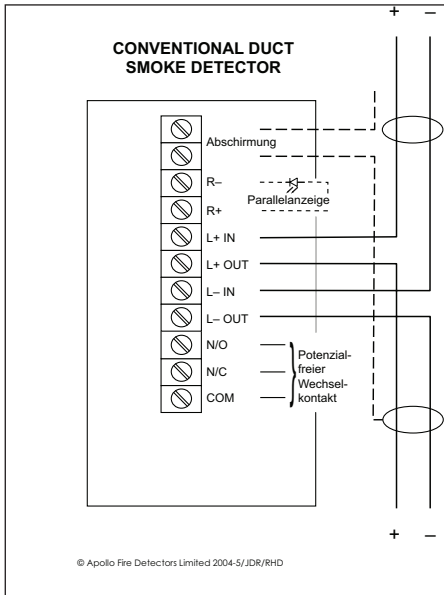 + –
CONVENTIONAL DUCT
SMOKE DETECTOR
Abschirmung
R–
Parallelanzeige
R+
L+ IN
L+ OUT
L– IN
L– OUT
N/O
N/C
COM
Potenzial-
freier
Wechsel-
kontakt
+ –
© Apollo Fire Detectors Limited 2004-5/JDR/RHD